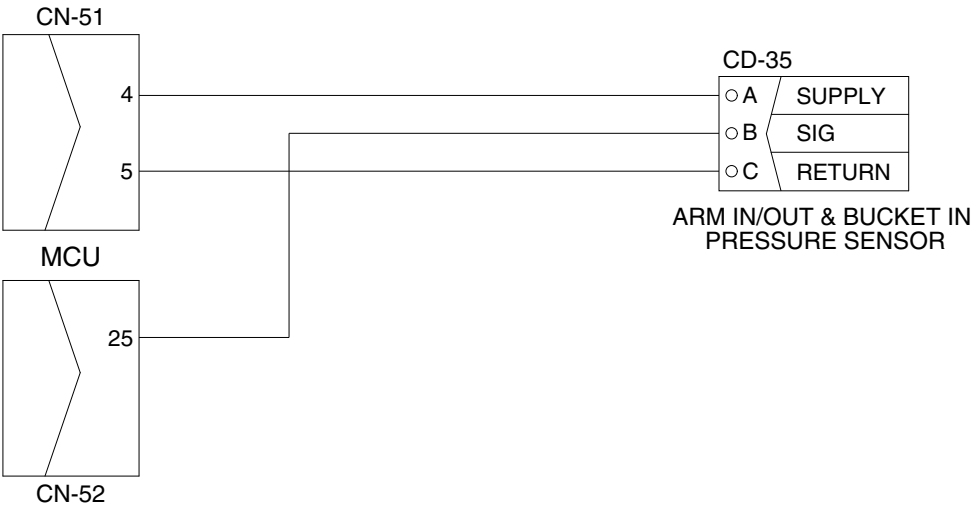 CN-51
4
5
MCU
25
CN-52
CD-35
A SUPPLY
B SIG
C RETURN
ARM IN/OUT & BUCKET IN
PRESSURE SENSOR